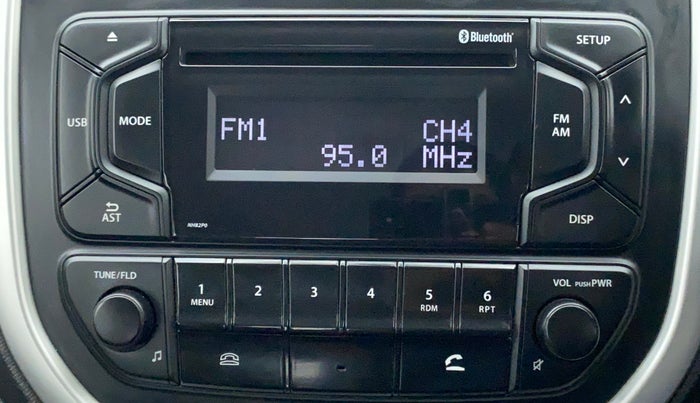 Bluetooth®
SETUP
USB
MODE
FM1 CH4
95.0 MHz
FM
AM
AST
NH82P0
DISP
TUNE/FLD
1
MENU
2
3
4
5
RDM
6
RPT
VOL PUSH PWR